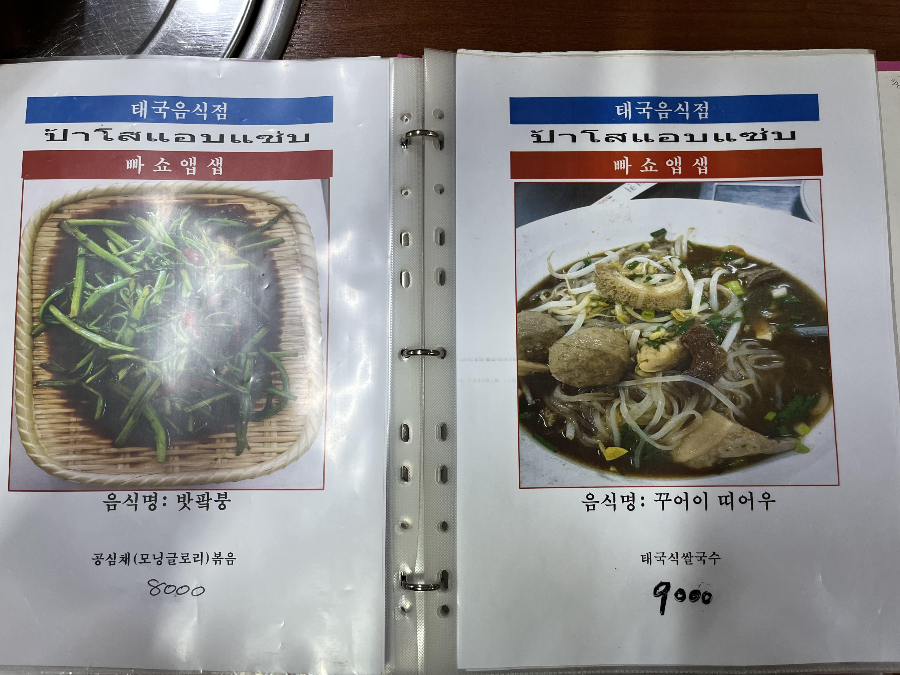 태국음식점
ป้าโสแอบแซ่บ
빠쇼앱샙
음식명: 밧팍붕
공심채(모닝글로리)볶음
8000
태국음식점
ป้าโสแอบแซ่บ
빠쇼앱샙
음식명: 꾸어이 띠어우
태국식쌀국수
9000